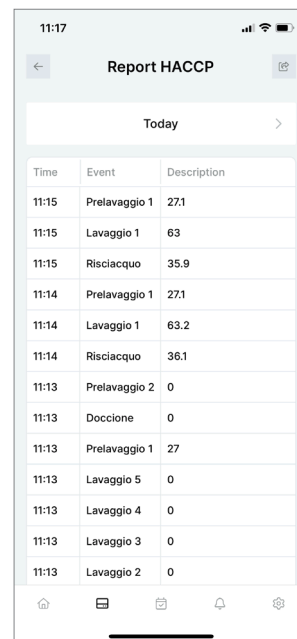 11:17
Report HACCP
Today
Time Event Description
11:15 Prelavaggio 1 27.1
11:15 Lavaggio 1 63
11:15 Risciacquo 35.9
11:14 Prelavaggio 1 27.1
11:14 Lavaggio 1 63.2
11:14 Risciacquo 36.1
11:13 Prelavaggio 2 0
11:13 Doccione 0
11:13 Prelavaggio 1 27
11:13 Lavaggio 5 0
11:13 Lavaggio 4 0
11:13 Lavaggio 3 0
11:13 Lavaggio 2 0